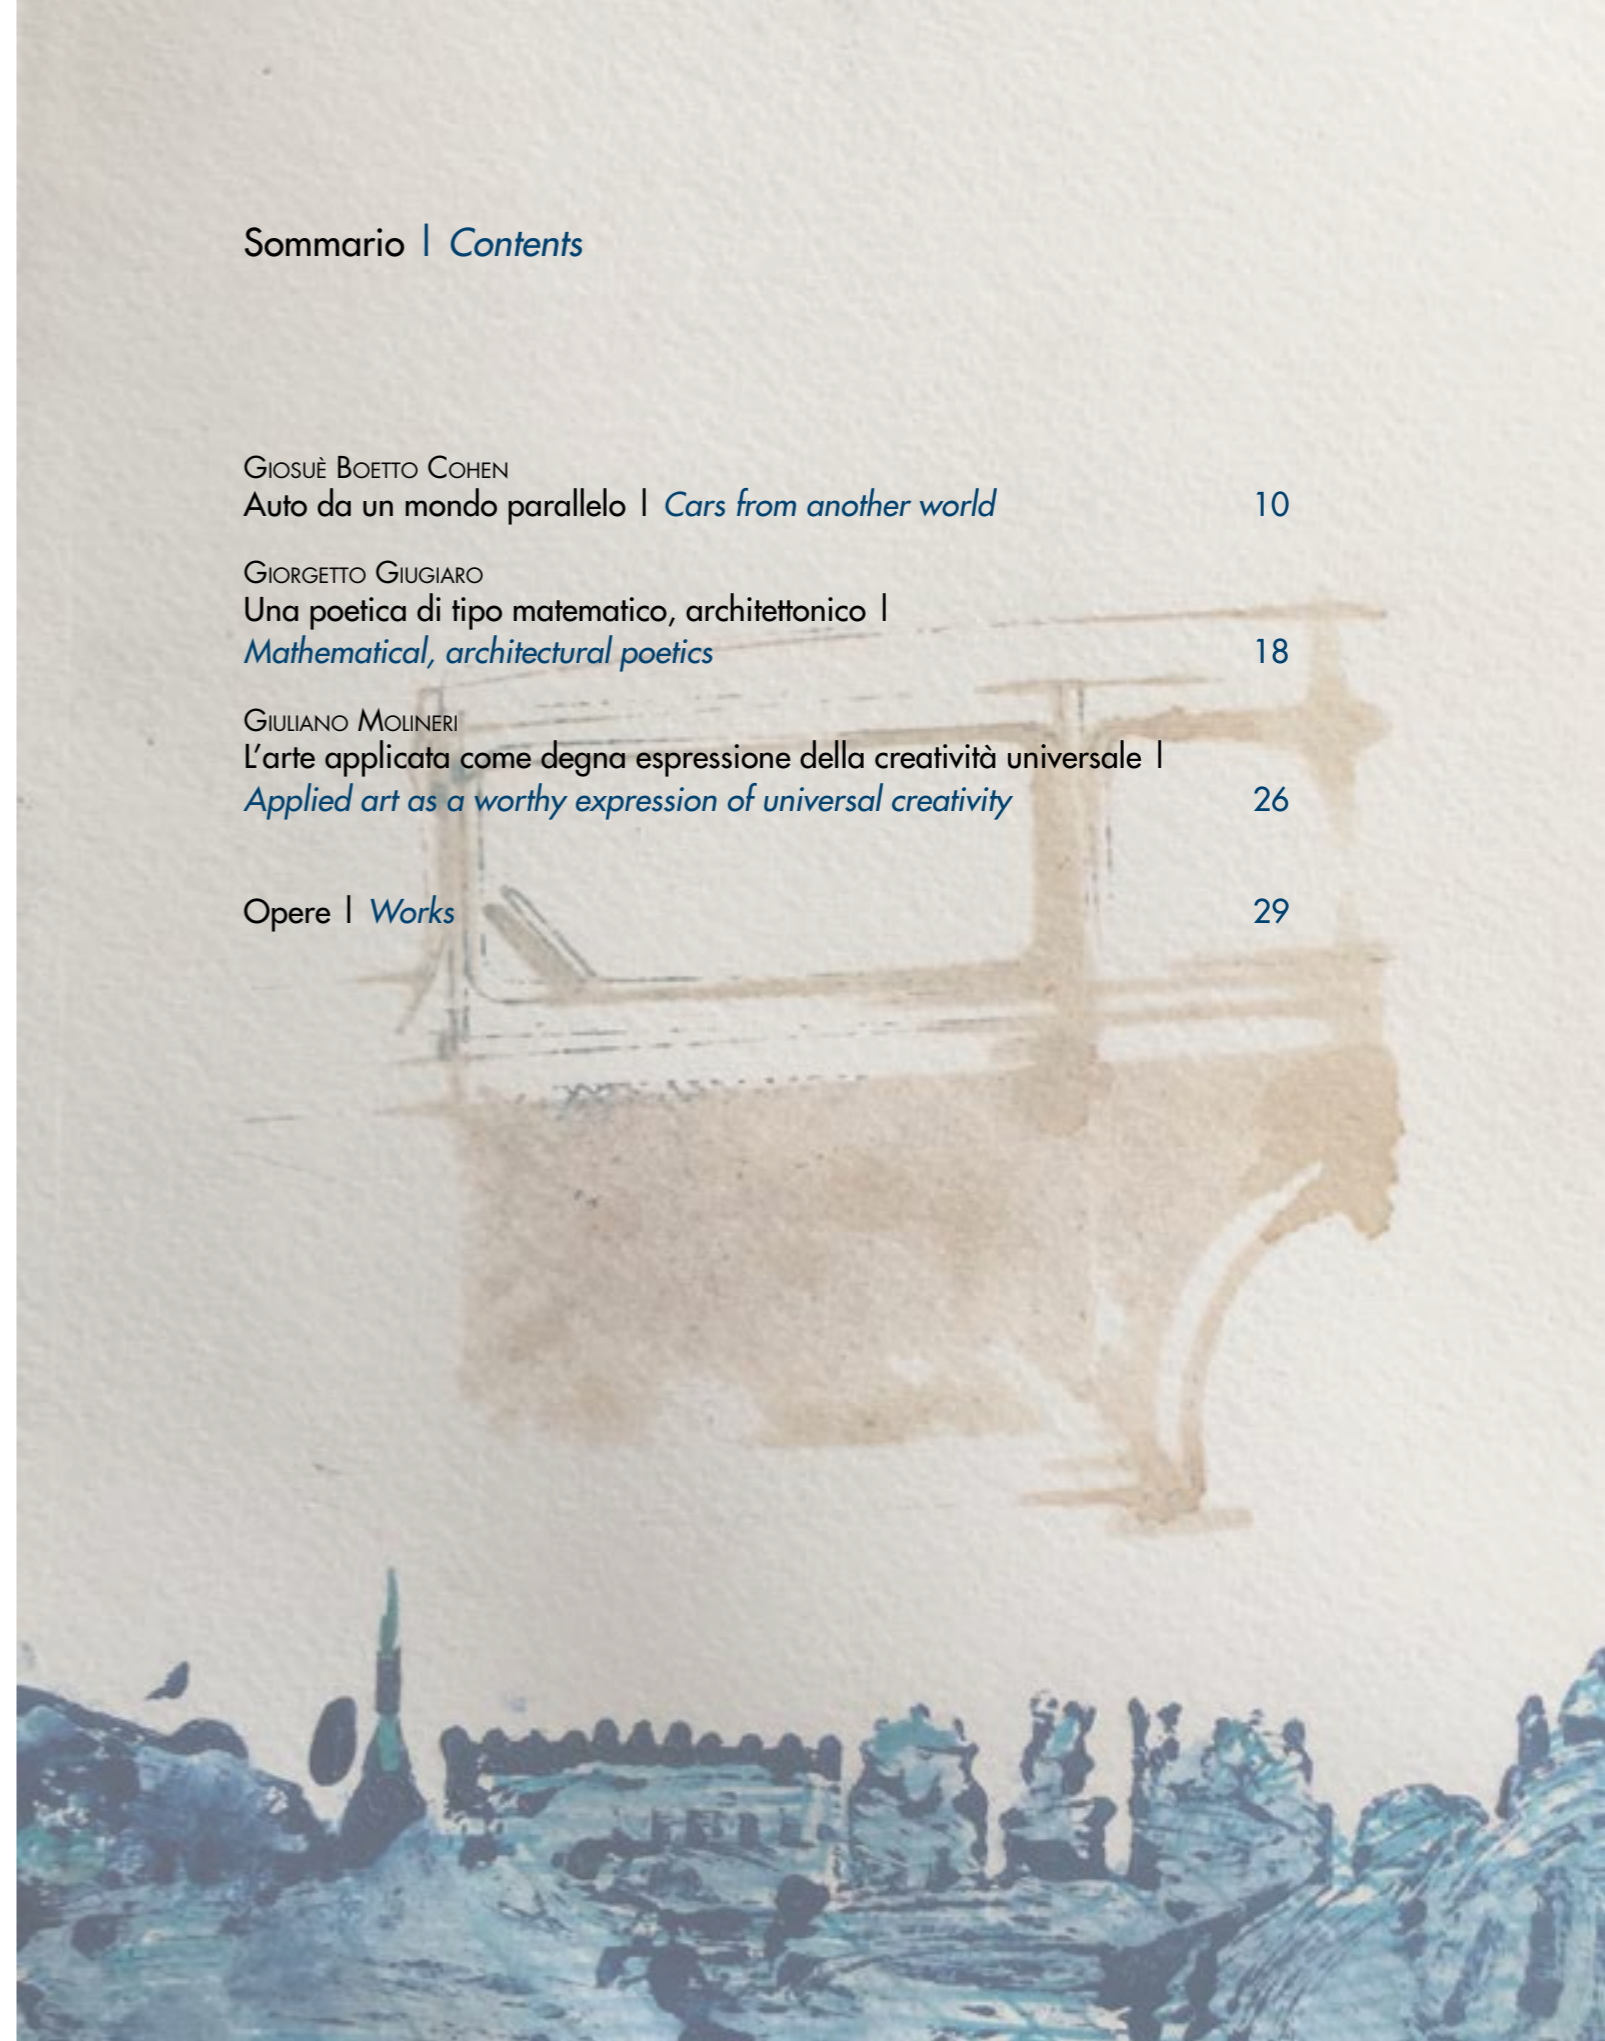 Sommario | Contents
Giosuè Boetto Cohen
Auto da un mondo parallelo | Cars from another world 10
Giorgetto Giugiaro
Una poetica di tipo matematico, architettonico |
Mathematical, architectural poetics 18
Giuliano Molineri
L’arte applicata come degna espressione della creatività universale |
Applied art as a worthy expression of universal creativity 26
Opere | Works 29